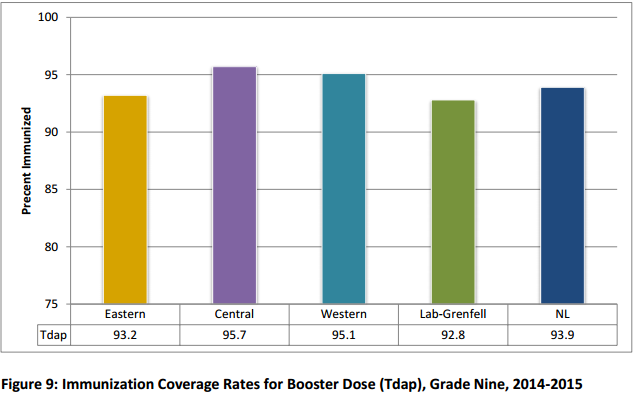 100
95
90
85
80
75
Precent Immunized
Eastern Central Western Lab-Grenfell NL
Tdap 93.2 95.7 95.1 92.8 93.9
Figure 9: Immunization Coverage Rates for Booster Dose (Tdap), Grade Nine, 2014-2015